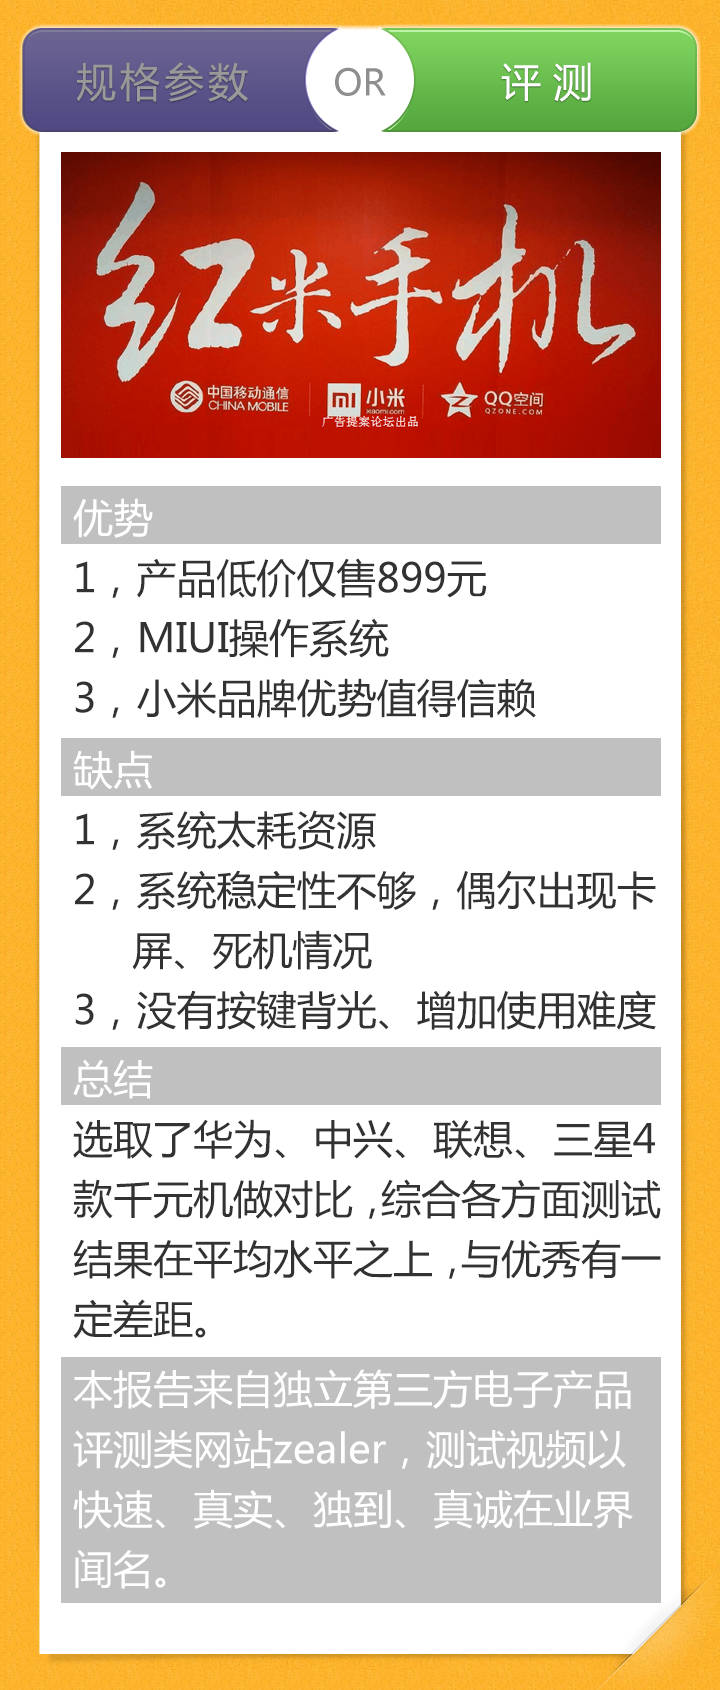 规格参数 OR 评测
红米手机
中国移动通信
CHINA MOBILE
小米
xiaomi.com
QQ空间
QZONE.COM
广告提案论坛出品
优势
1，产品低价仅售899元
2，MIUI操作系统
3，小米品牌优势值得信赖
缺点
1，系统太耗资源
2，系统稳定性不够，偶尔出现卡
屏、死机情况
3，没有按键背光、增加使用难度
总结
选取了华为、中兴、联想、三星4
款千元机做对比,综合各方面测试
结果在平均水平之上,与优秀有一
定差距。
本报告来自独立第三方电子产品
评测类网站zealer，测试视频以
快速、真实、独到、真诚在业界
闻名。